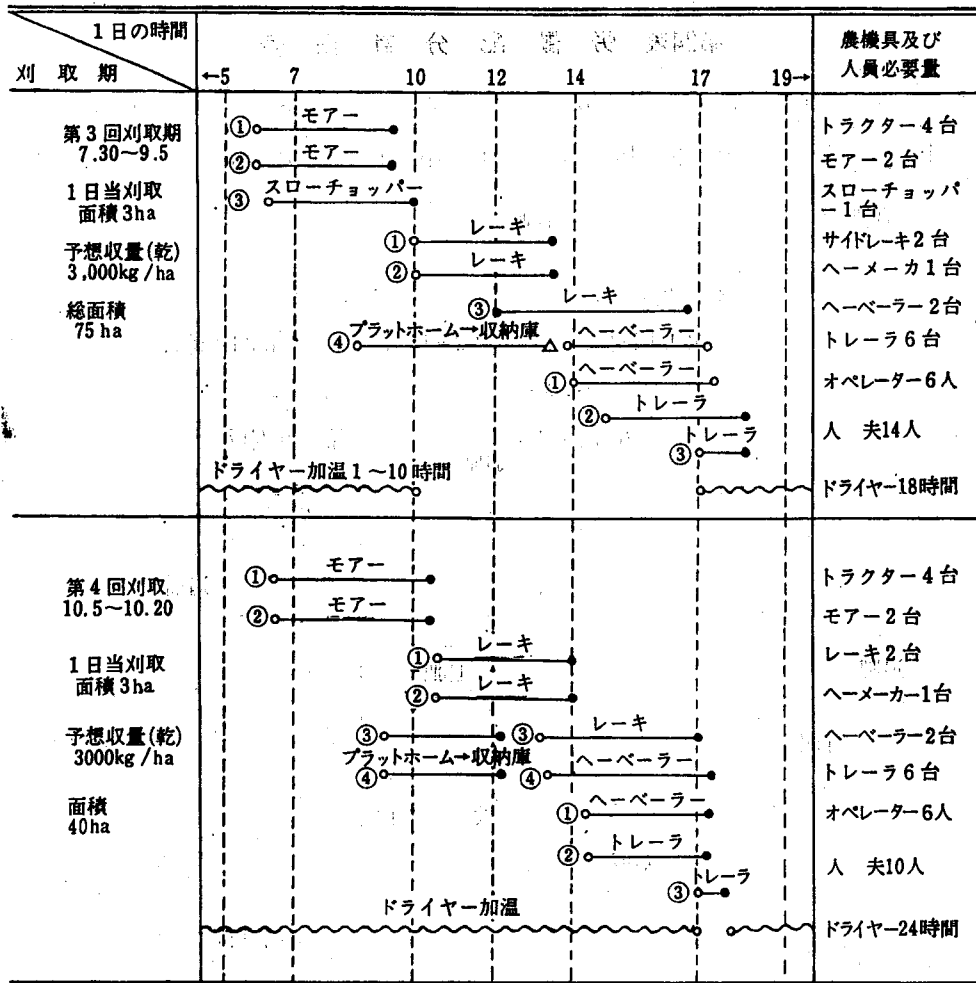 1日の時間
刈取期
←5 7 10 12 14 17 19→
農機具及び
人員必要量
第3回刈取期
7.30～9.5
1日当刈取
面積3ha
予想収量(乾)
3,000kg/ha
総面積
75ha
① モアー
② モアー
③ スローチョッパー
① レーキ
② レーキ
③ レーキ
④ プラットホーム→収納庫 ヘーベーラー
① ヘーベーラー
② トレーラ
③ トレーラ
ドライヤー加温1～10時間
トラクター4台
モアー2台
スローチョッパ
ー1台
サイドレーキ2台
ヘーメーカ1台
ヘーベーラー2台
トレーラ6台
オペレーター6人
人夫14人
ドライヤー18時間
第4回刈取
10.5～10.20
1日当刈取
面積3ha
予想収量(乾)
3000kg/ha
面積
40ha
① モアー
② モアー
① レーキ
② レーキ
③ ③ レーキ
④ プラットホーム→収納庫 ④ ヘーベーラー
① ヘーベーラー
② トレーラ
③ トレーラ
ドライヤー加温
トラクター4台
モアー2台
レーキ2台
ヘーメーカー1台
ヘーベーラー2台
トレーラ6台
オペレーター6人
人夫10人
ドライヤー24時間